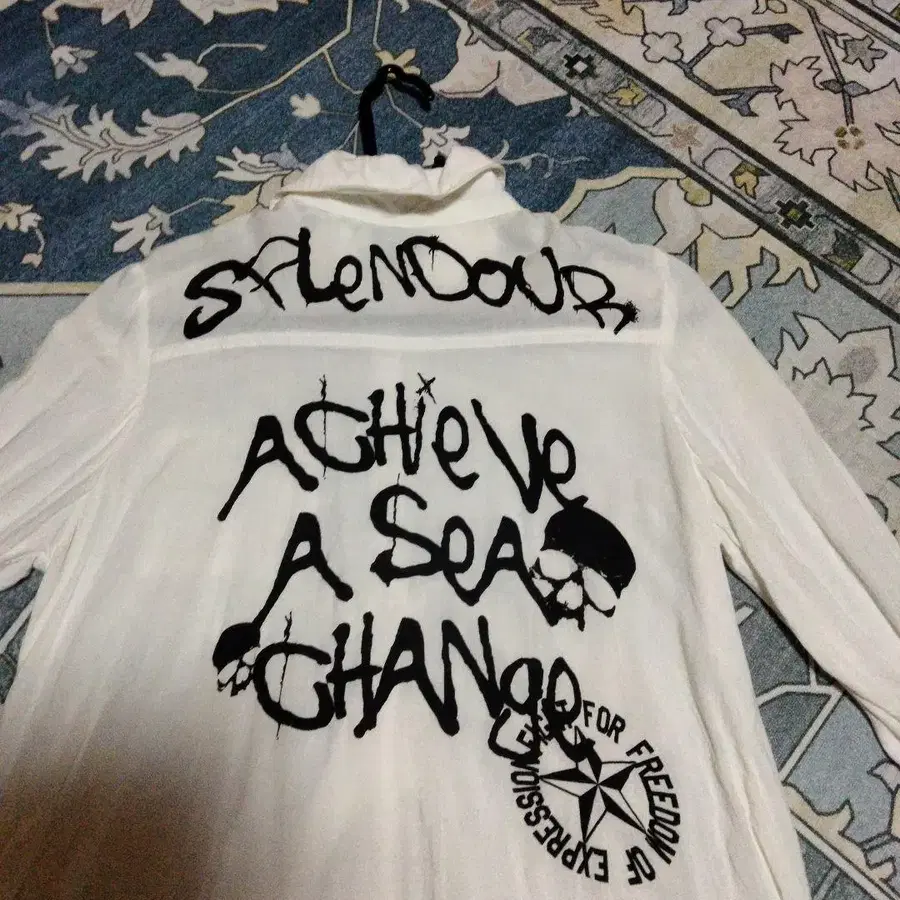 SPLeNDOUR
ACHieVe
A SeA
CHANGe
FOR FREEDOM OF EXPRESSION